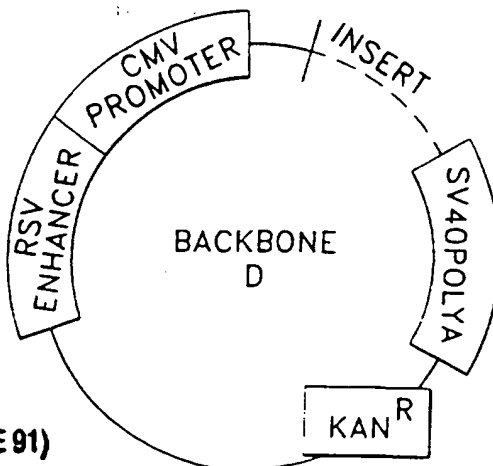 CMV
PROMOTER
INSERT
RSV
ENHANCER
SV40POLYA
BACKBONE
D
KAN R
E 91)